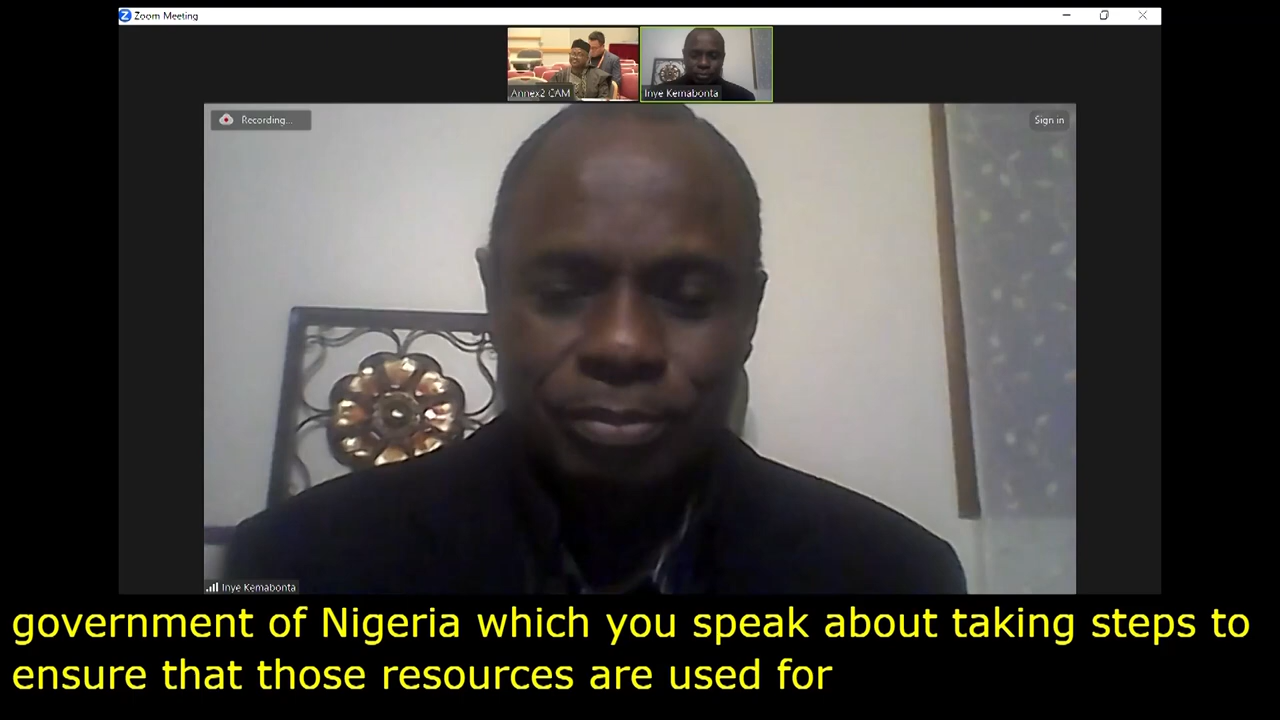 Zoom Meeting
Annex2 CAM
Inye Kemabonta
Recording...
Sign in
Inye Kemabonta
government of Nigeria which you speak about taking steps to
ensure that those resources are used for